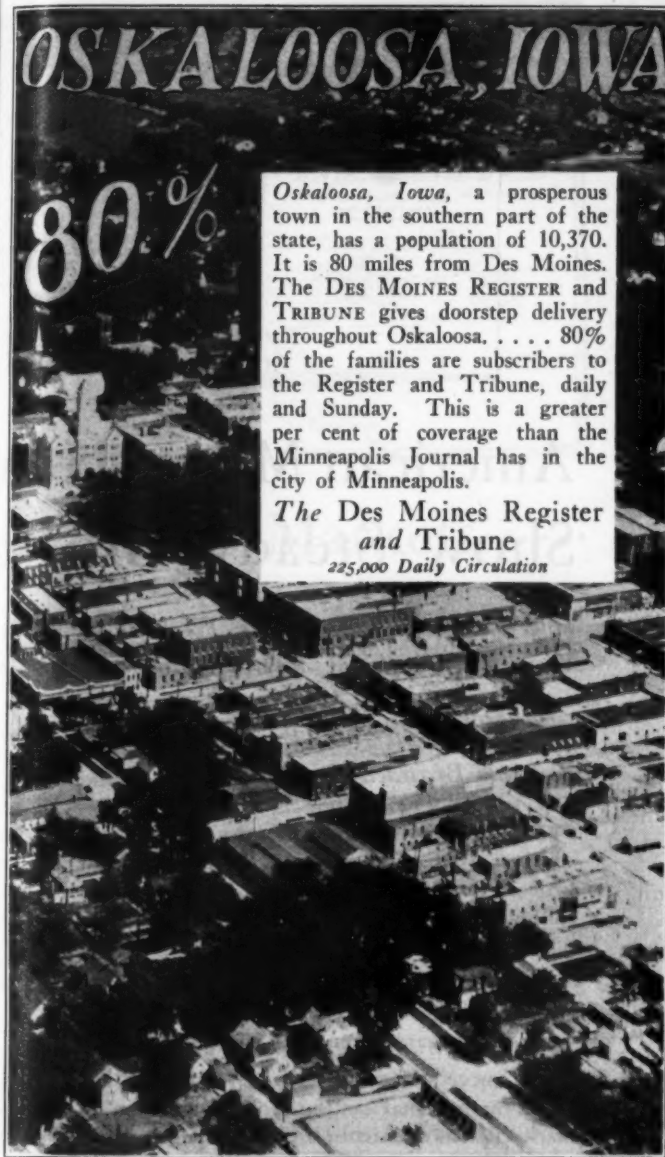 OSKALOOSA, IOWA
80%
Oskaloosa, Iowa, a prosperous
town in the southern part of the
state, has a population of 10,370.
It is 80 miles from Des Moines.
The DES MOINES REGISTER and
TRIBUNE gives doorstep delivery
throughout Oskaloosa. . . . . 80%
of the families are subscribers to
the Register and Tribune, daily
and Sunday. This is a greater
per cent of coverage than the
Minneapolis Journal has in the
city of Minneapolis.
The Des Moines Register
and Tribune
225,000 Daily Circulation